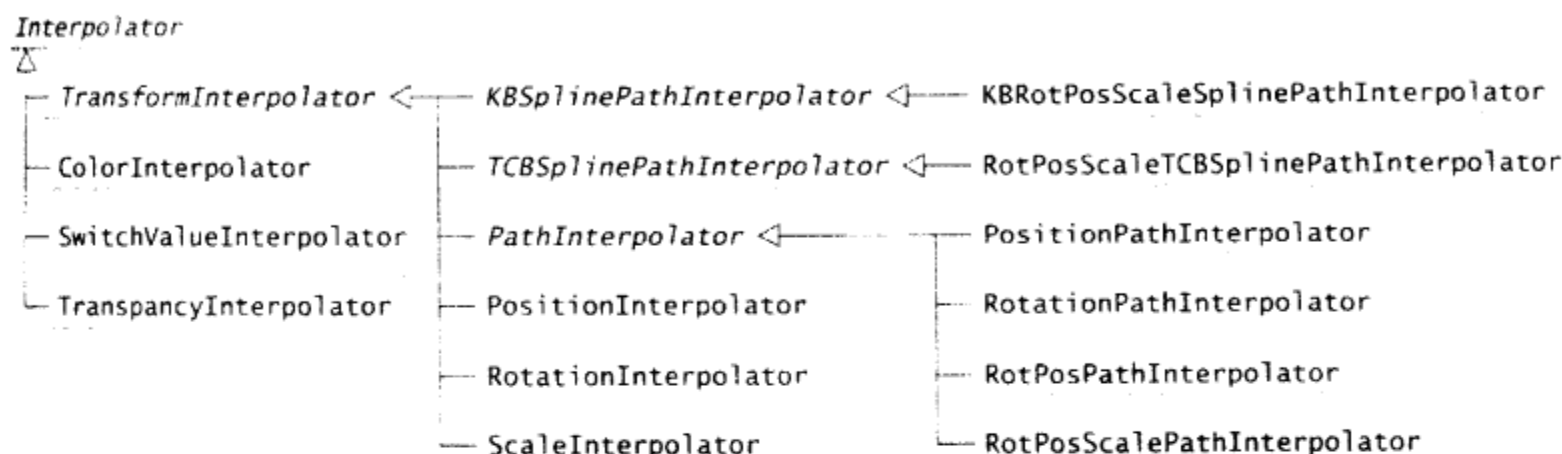 Interpolator
TransformInterpolator KBSplinePathInterpolator KBRotPosScaleSplinePathInterpolator
ColorInterpolator TCBSplinePathInterpolator RotPosScaleTCBSplinePathInterpolator
SwitchValueInterpolator PathInterpolator PositionPathInterpolator
TranspancyInterpolator PositionInterpolator RotationPathInterpolator
RotationInterpolator RotPosPathInterpolator
ScaleInterpolator RotPosScalePathInterpolator